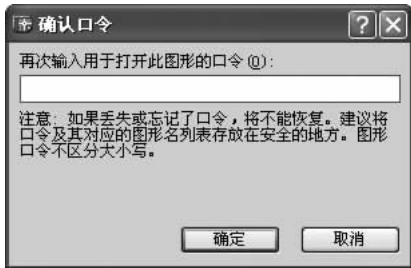 确认口令
再次输入用于打开此图形的口令(O):
注意: 如果丢失或忘记了口令,将不能恢复。建议将
口令及其对应的图形名列表存放在安全的地方。图形
口令不区分大小写。
确定 取消